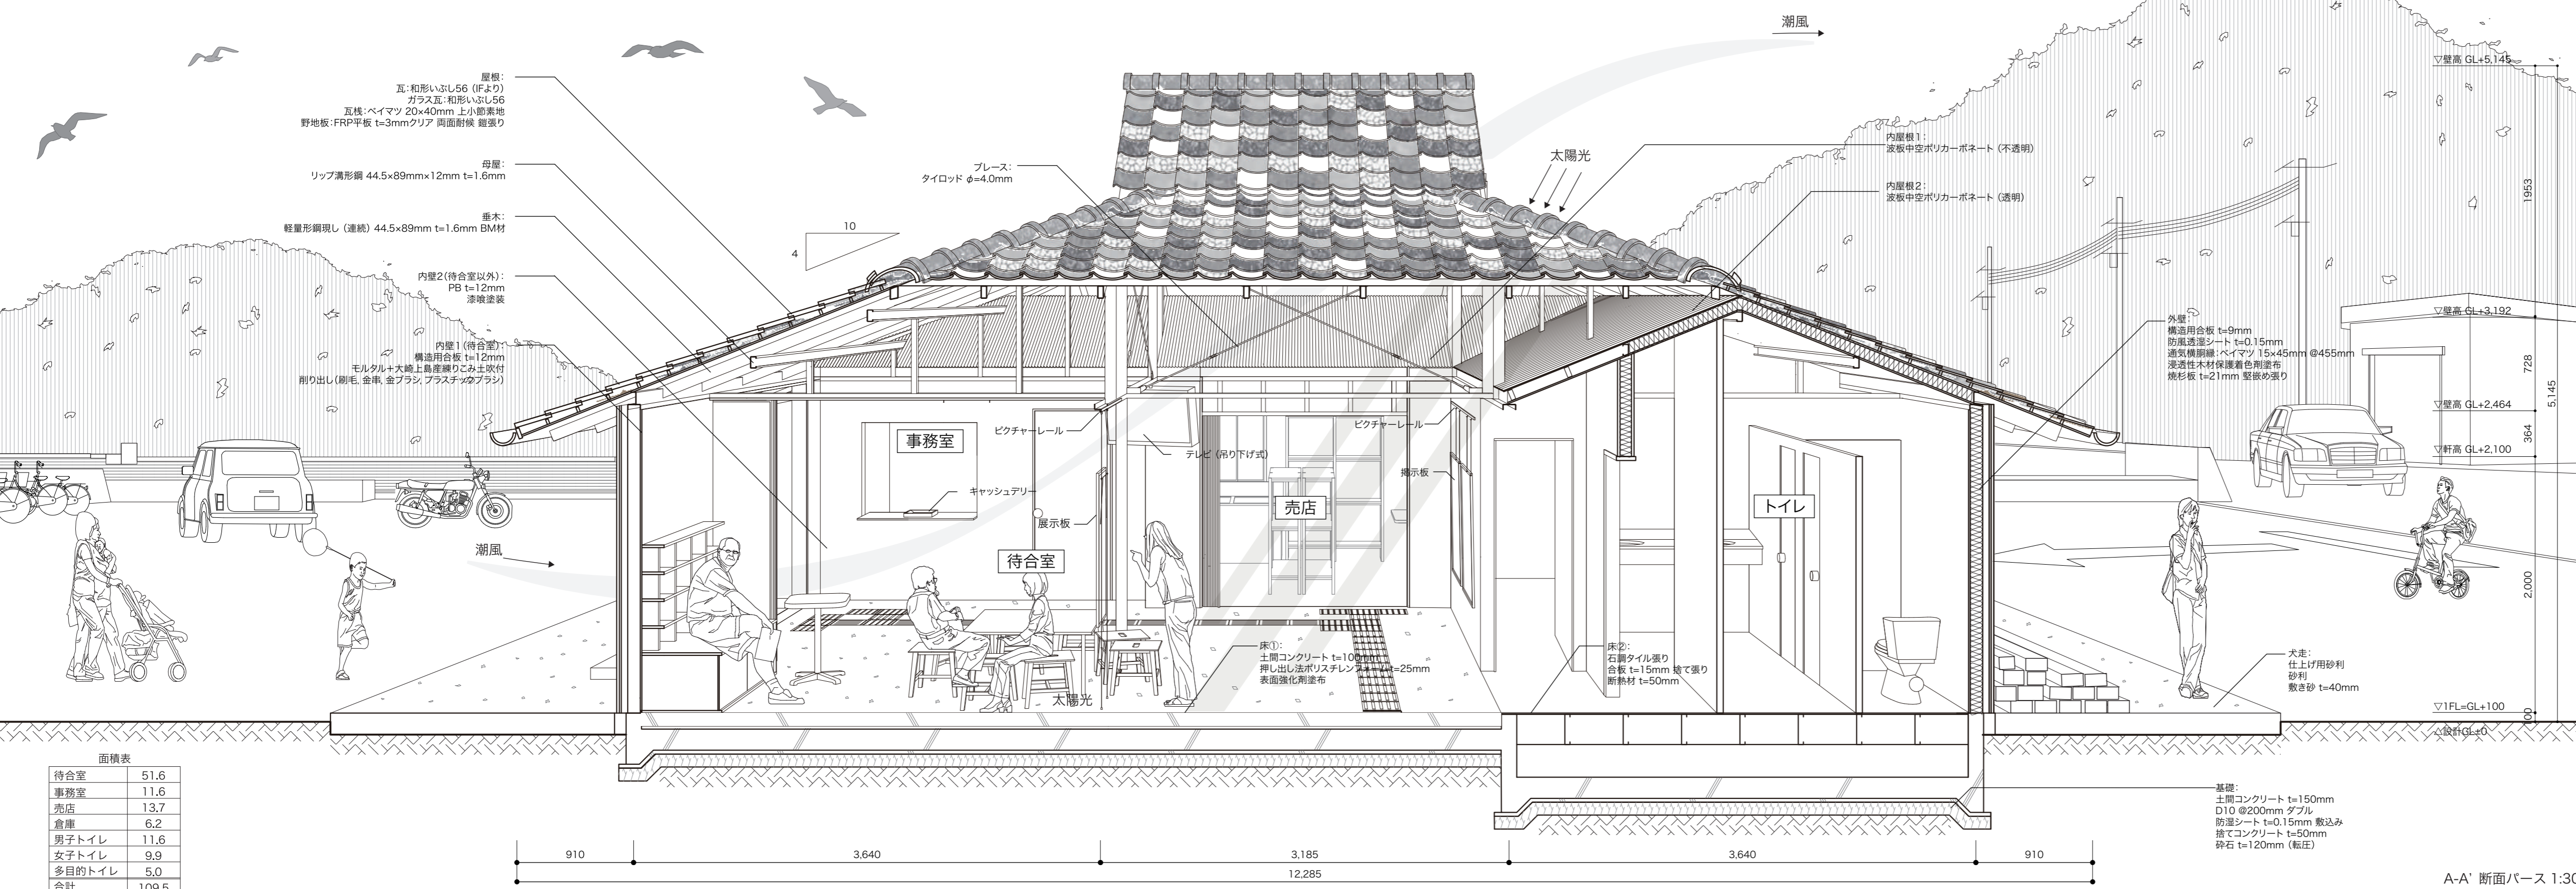 潮風
屋根:
瓦:和形いぶし56 (IFより)
ガラス瓦:和形いぶし56
瓦桟:ベイマツ 20×40mm 上小節素地
野地板:FRP平板 t=3mmクリア 両面耐候 鎧張り
母屋:
リップ溝形鋼 44.5×89mm×12mm t=1.6mm
垂木:
軽量形鋼現し (連続) 44.5×89mm t=1.6mm BM材
内壁2(待合室以外):
PB t=12mm
漆喰塗装
内壁1(待合室):
構造用合板 t=12mm
モルタル+大崎上島産練りこみ土吹付
削り出し(刷毛, 金串, 金ブラシ, プラスチックブラシ)
10
4
ブレース:
タイロッド φ=4.0mm
太陽光
内屋根1:
波板中空ポリカーボネート (不透明)
内屋根2:
波板中空ポリカーボネート (透明)
外壁:
構造用合板 t=9mm
防風透湿シート t=0.15mm
通気横胴縁:ベイマツ 15×45mm @455mm
浸透性木材保護着色剤塗布
焼杉板 t=21mm 竪嵌め張り
▽壁高 GL+5,145
1953
▽壁高 GL+3,192
728
5,145
▽壁高 GL+2,464
364
▽軒高 GL+2,100
2,000
▽1FL=GL+100
100
△設計GL±0
事務室
ピクチャーレール
ピクチャーレール
テレビ (吊り下げ式)
掲示板
キャッシュデリー
展示板
売店
トイレ
待合室
潮風
太陽光
床①:
土間コンクリート t=100mm
押し出し法ポリスチレンフォーム t=25mm
表面強化剤塗布
床②:
石調タイル張り
合板 t=15mm 捨て張り
断熱材 t=50mm
犬走:
仕上げ用砂利
砂利
敷き砂 t=40mm
基礎:
土間コンクリート t=150mm
D10 @200mm ダブル
防湿シート t=0.15mm 敷込み
捨てコンクリート t=50mm
砕石 t=120mm (転圧)
面積表
待合室 51.6
事務室 11.6
売店 13.7
倉庫 6.2
男子トイレ 11.6
女子トイレ 9.9
多目的トイレ 5.0
合計 109.5
910
3,640
3,185
3,640
910
12,285
A-A' 断面パース 1:30